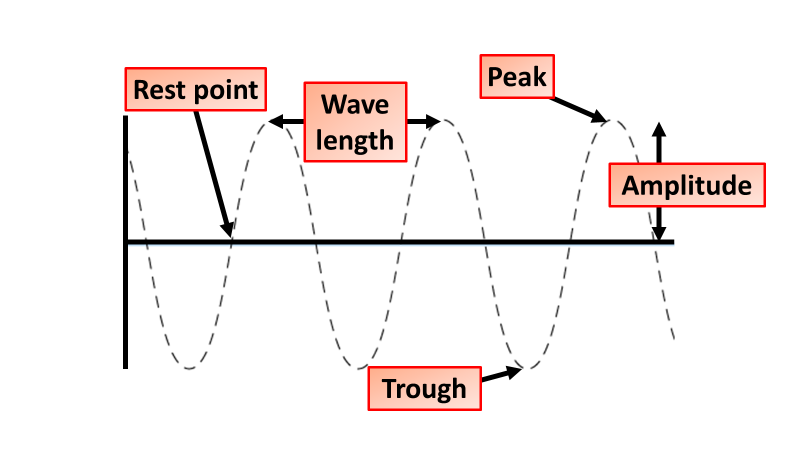 Rest point
Wave
length
Peak
Amplitude
Trough